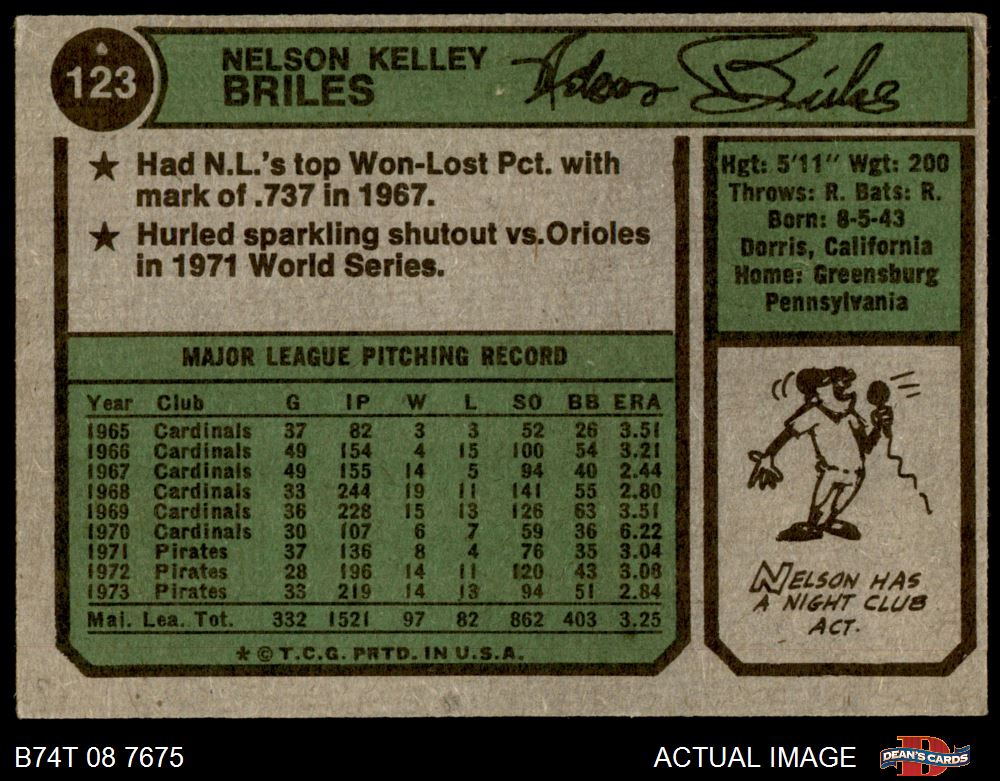 123
NELSON KELLEY
BRILES
Nelson Briles
★ Had N.L.'s top Won-Lost Pct. with
mark of .737 in 1967.
★ Hurled sparkling shutout vs.Orioles
in 1971 World Series.
Hgt: 5'11" Wgt: 200
Throws: R. Bats: R.
Born: 8-5-43
Dorris, California
Home: Greensburg
Pennsylvania
MAJOR LEAGUE PITCHING RECORD
Year Club G IP W L SO BB ERA
1965 Cardinals 37 82 3 3 52 26 3.51
1966 Cardinals 49 154 4 15 100 54 3.21
1967 Cardinals 49 155 14 5 94 40 2.44
1968 Cardinals 33 244 19 11 141 55 2.80
1969 Cardinals 36 228 15 13 126 63 3.51
1970 Cardinals 30 107 6 7 59 36 6.22
1971 Pirates 37 136 8 4 76 35 3.04
1972 Pirates 28 196 14 11 120 43 3.08
1973 Pirates 33 219 14 13 94 51 2.84
Maj. Lea. Tot. 332 1521 97 82 862 403 3.25
* © T.C.G. PRTD. IN U.S.A.
NELSON HAS
A NIGHT CLUB
ACT.
B74T 08 7675
ACTUAL IMAGE
DEAN'S CARDS